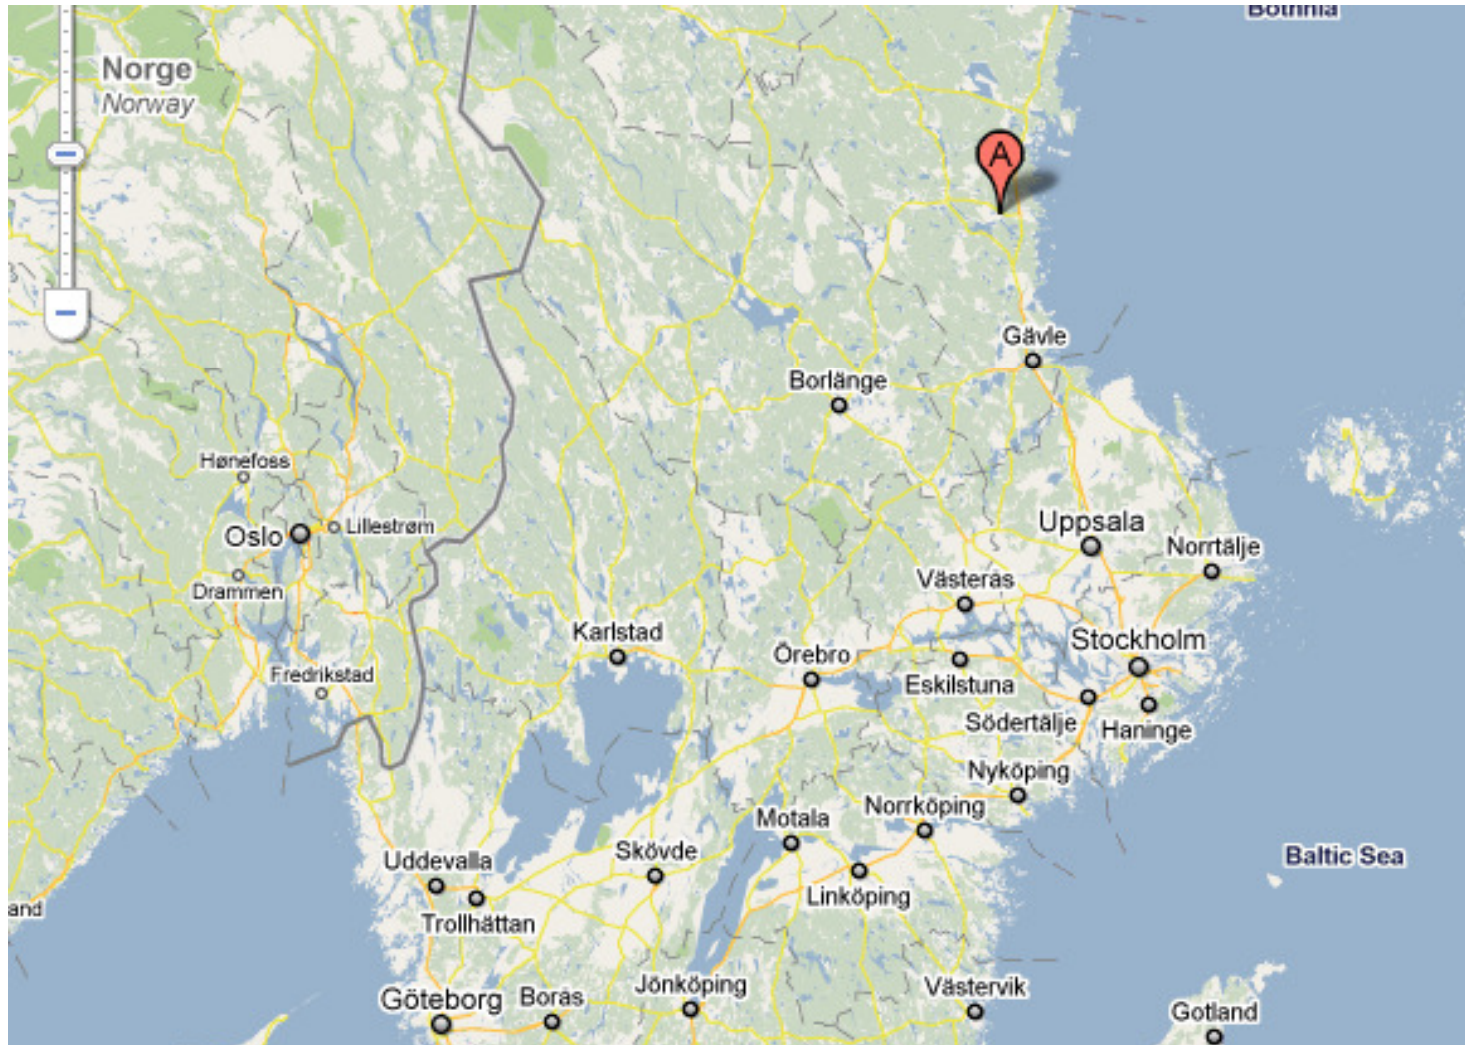 Bothnia
Norge
Norway
A
Gävle
Borlänge
Hønefoss
Oslo
Lillestrøm
Uppsala
Norrtälje
Drammen
Västerås
Karlstad
Örebro
Stockholm
Fredrikstad
Eskilstuna
Södertälje
Haninge
Nyköping
Motala
Norrköping
Uddevalla
Skövde
Baltic Sea
Linköping
and
Trollhättan
Göteborg
Borås
Jönköping
Västervik
Gotland